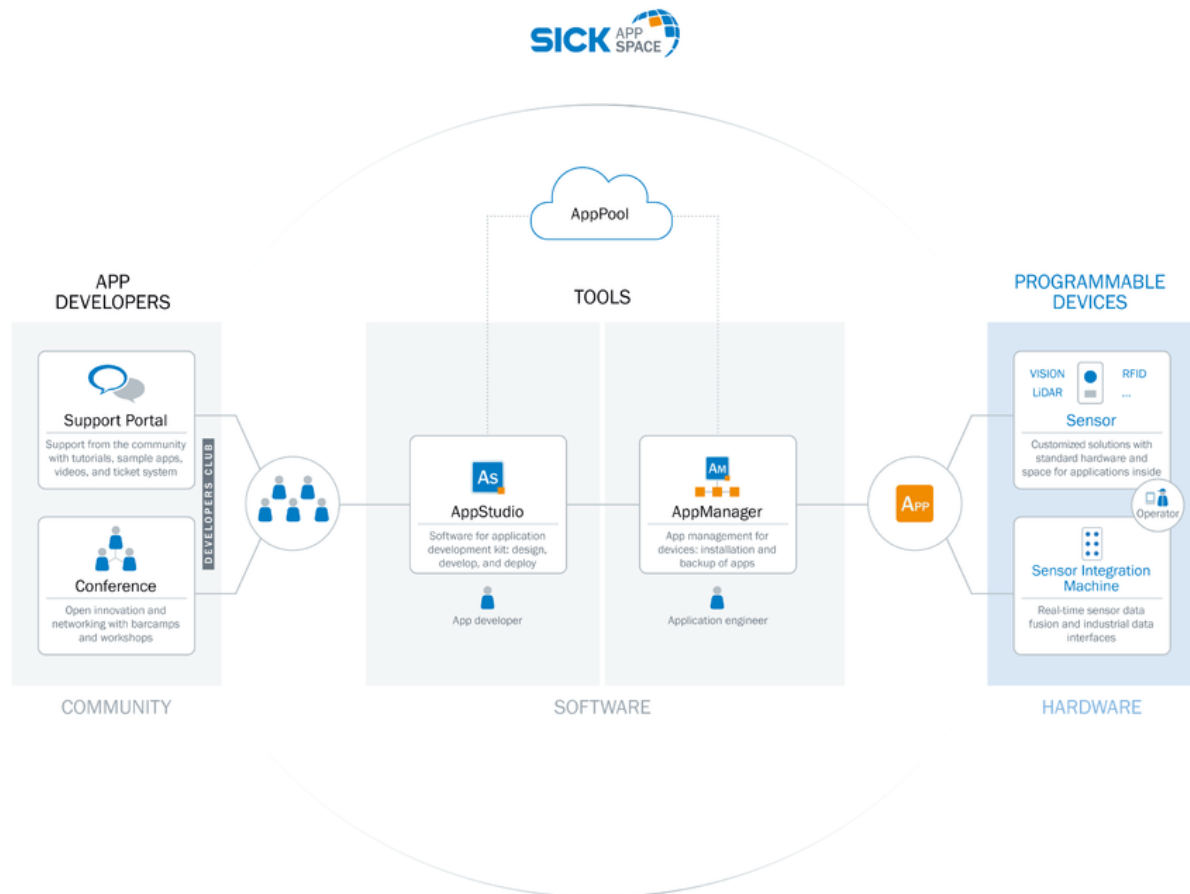 SICK APP
SPACE
AppPool
APP
DEVELOPERS
Support Portal
Support from the community
with tutorials, sample apps,
videos, and ticket system
Conference
Open innovation and
networking with barcamps
and workshops
DEVELOPERS CLUB
COMMUNITY
TOOLS
As
AppStudio
Software for application
development kit: design,
develop, and deploy
App developer
AM
AppManager
App management for
devices: installation and
backup of apps
Application engineer
SOFTWARE
APP
PROGRAMMABLE
DEVICES
VISION
RFID
LiDAR
...
Sensor
Customized solutions with
standard hardware and
space for applications inside
Operator
Sensor Integration
Machine
Real-time sensor data
fusion and industrial data
interfaces
HARDWARE